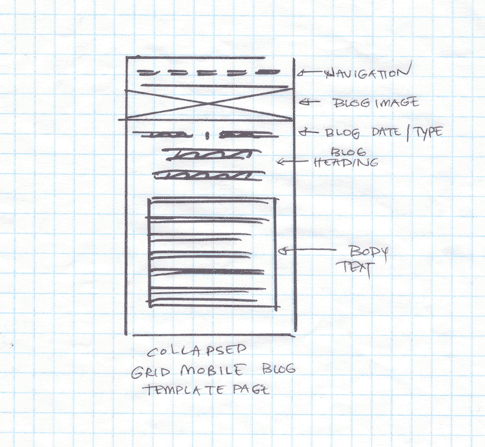 NAVIGATION
BLOG IMAGE
BLOG DATE/TYPE
BLOG
HEADING
BODY
TEXT
COLLAPSED
GRID MOBILE BLOG
TEMPLATE PAGE